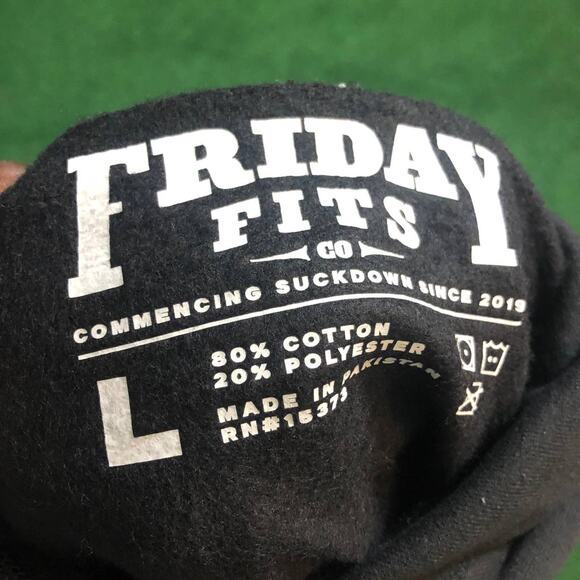 FRIDAY
FITS
CO
COMMENCING SUCKDOWN SINCE 2019
L
80% COTTON
20% POLYESTER
MADE IN PAKISTAN